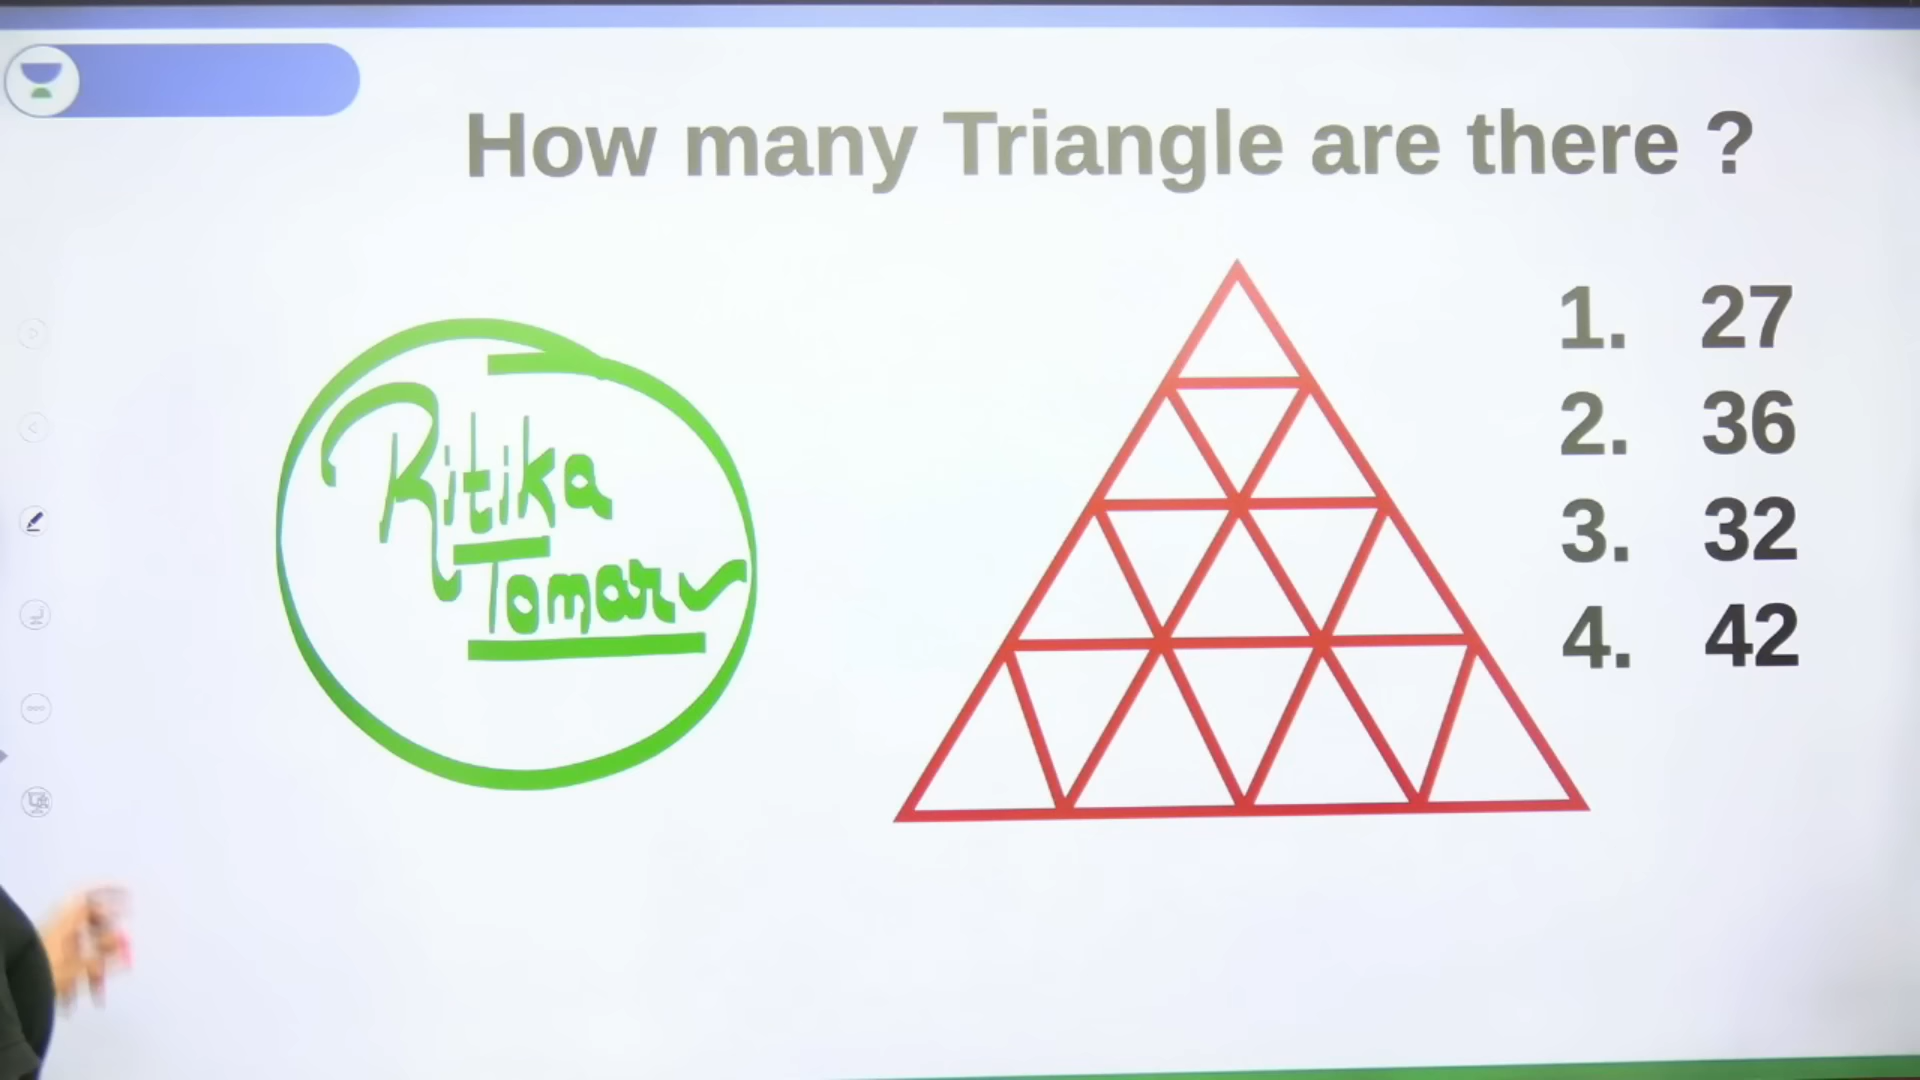 How many Triangle are there ?
Ritika
Tomar
1. 27
2. 36
3. 32
4. 42